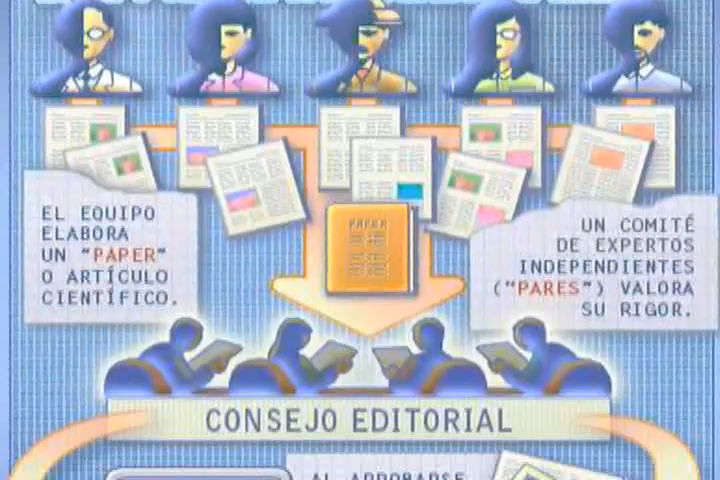 EL EQUIPO
ELABORA
UN "PAPER"
O ARTÍCULO
CIENTÍFICO.
PAPER
UN COMITÉ
DE EXPERTOS
INDEPENDIENTES
("PARES") VALORA
SU RIGOR.
CONSEJO EDITORIAL
AL APROBARSE